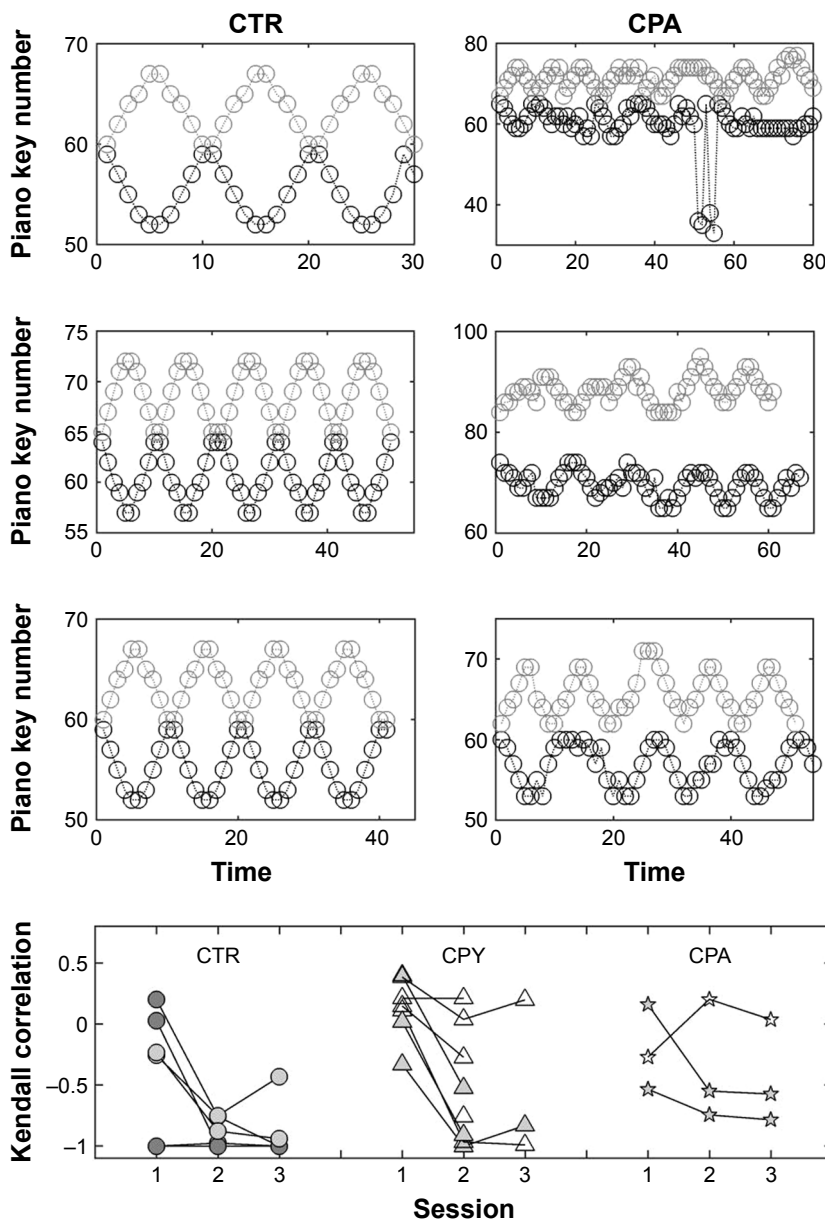 CTR CPA
Piano key number
70
60
50
0 10 20 30
80
60
40
0 20 40 60 80
Piano key number
75
70
65
60
55
0 20 40
100
80
60
0 20 40 60
Piano key number
70
60
50
0 20 40
70
60
50
0 20 40
Time Time
Kendall correlation
CTR CPY CPA
0.5
0
–0.5
–1
1 2 3 1 2 3 1 2 3
Session